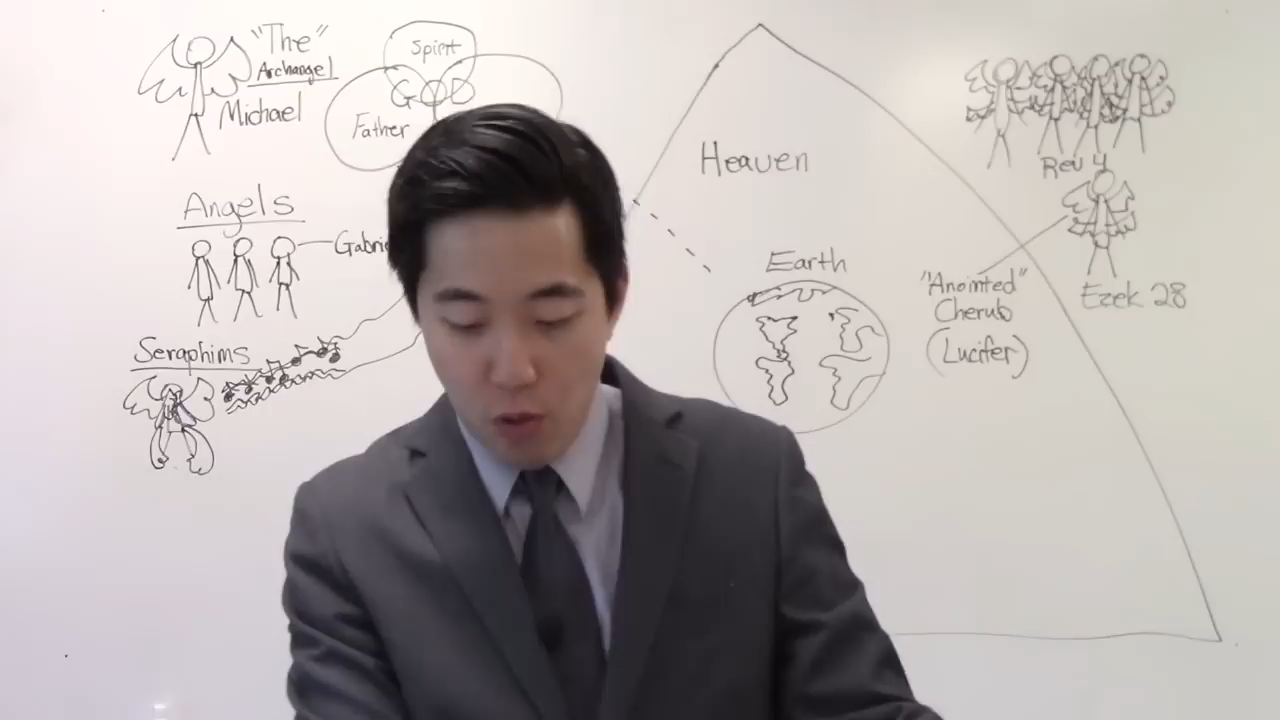 "The"
Archangel
Michael
Spirit
GOD
Father
Angels
Seraphims
Heaven
Earth
Rev 4
"Anointed"
Cherub
(Lucifer)
Ezek 28